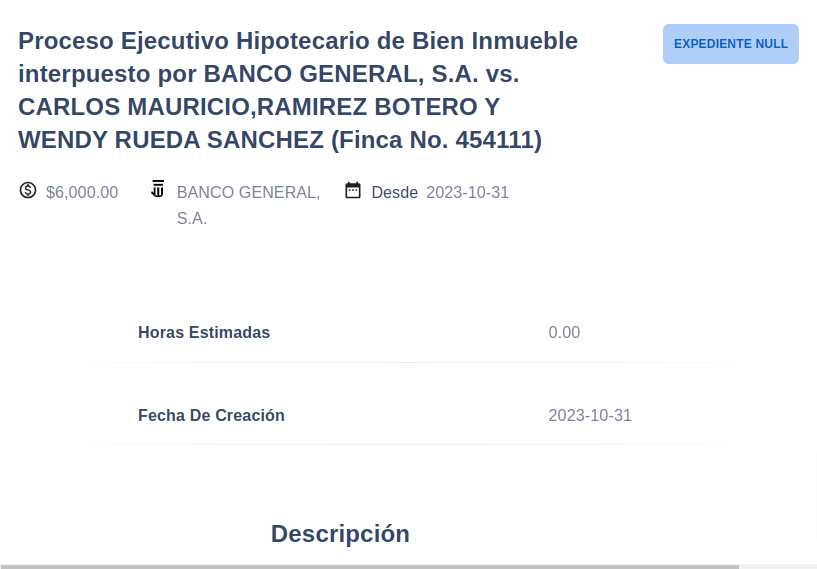 Proceso Ejecutivo Hipotecario de Bien Inmueble
interpuesto por BANCO GENERAL, S.A. vs.
CARLOS MAURICIO,RAMIREZ BOTERO Y
WENDY RUEDA SANCHEZ (Finca No. 454111)
EXPEDIENTE NULL
$6,000.00
BANCO GENERAL,
S.A.
Desde 2023-10-31
Horas Estimadas 0.00
Fecha De Creación 2023-10-31
Descripción